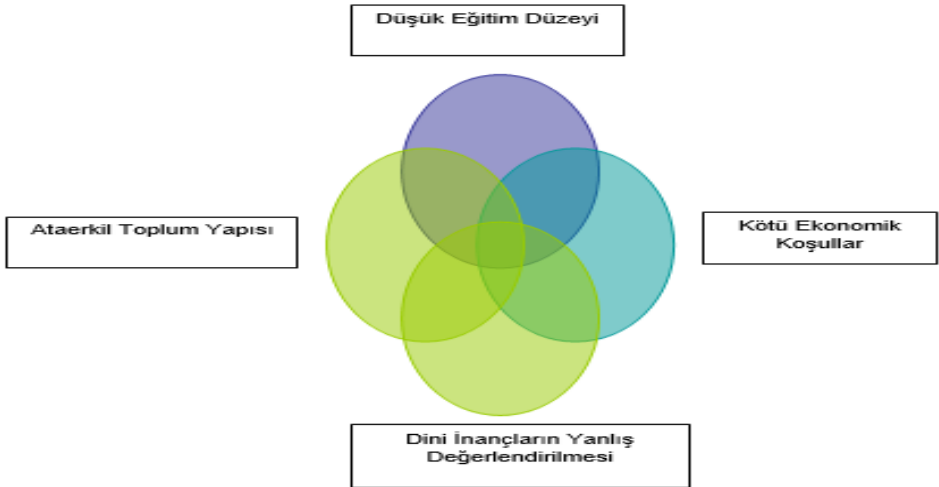 Düşük Eğitim Düzeyi
Ataerkil Toplum Yapısı
Kötü Ekonomik
Koşullar
Dini İnançların Yanlış
Değerlendirilmesi